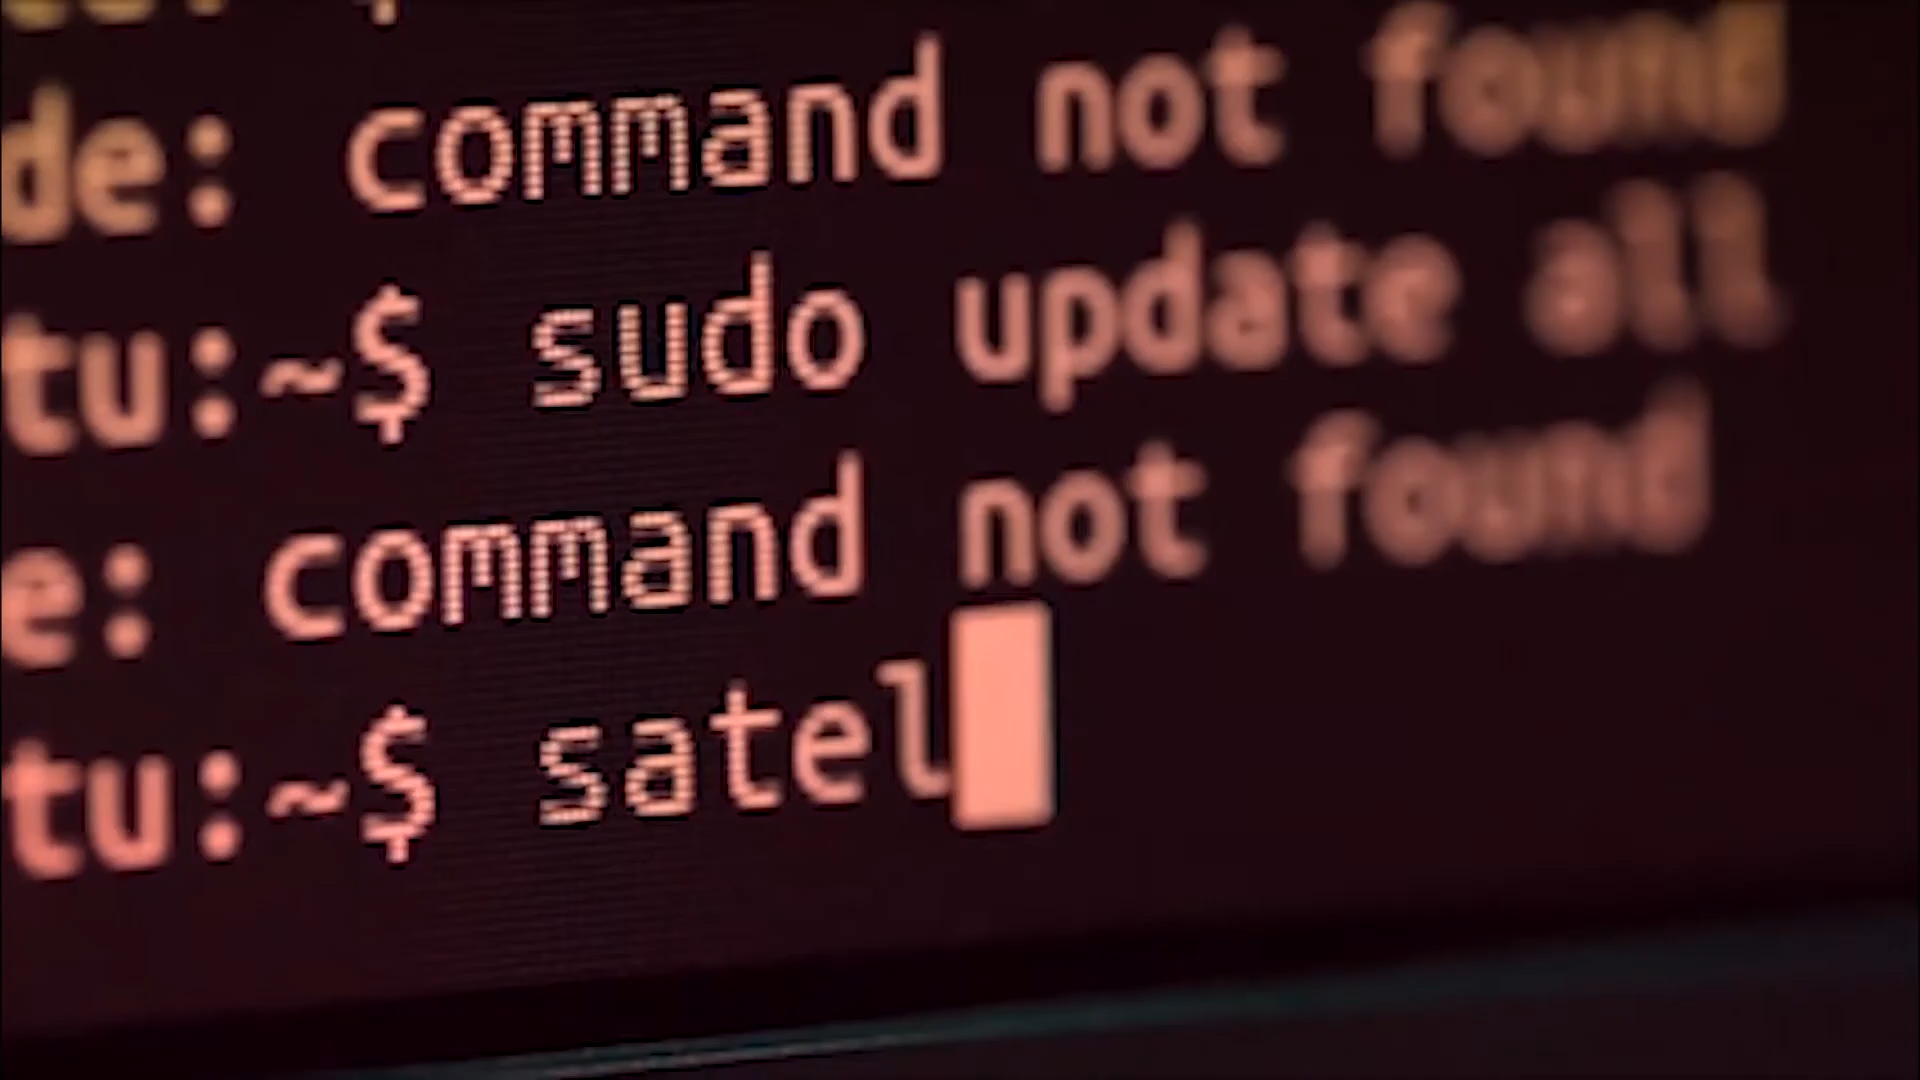 de: command not found
tu:~$ sudo update all
e: command not found
tu:~$ satel